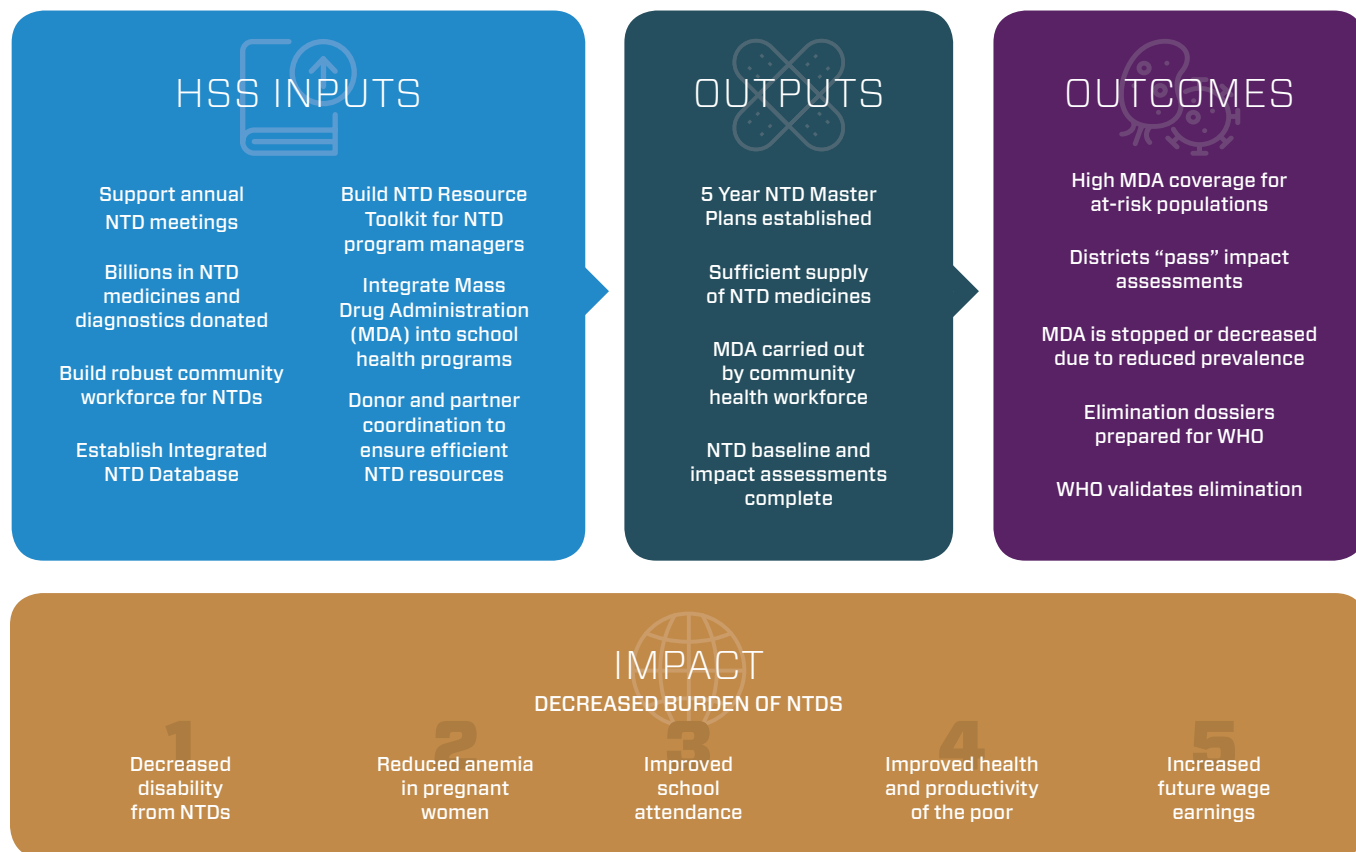 HSS INPUTS
Support annual
NTD meetings
Billions in NTD
medicines and
diagnostics donated
Build robust community
workforce for NTDs
Establish Integrated
NTD Database
Build NTD Resource
Toolkit for NTD
program managers
Integrate Mass
Drug Administration
(MDA) into school
health programs
Donor and partner
coordination to
ensure efficient
NTD resources
OUTPUTS
5 Year NTD Master
Plans established
Sufficient supply
of NTD medicines
MDA carried out
by community
health workforce
NTD baseline and
impact assessments
complete
OUTCOMES
High MDA coverage for
at-risk populations
Districts “pass” impact
assessments
MDA is stopped or decreased
due to reduced prevalence
Elimination dossiers
prepared for WHO
WHO validates elimination
IMPACT
DECREASED BURDEN OF NTDS
1
Decreased
disability
from NTDs
2
Reduced anemia
in pregnant
women
3
Improved
school
attendance
4
Improved health
and productivity
of the poor
5
Increased
future wage
earnings